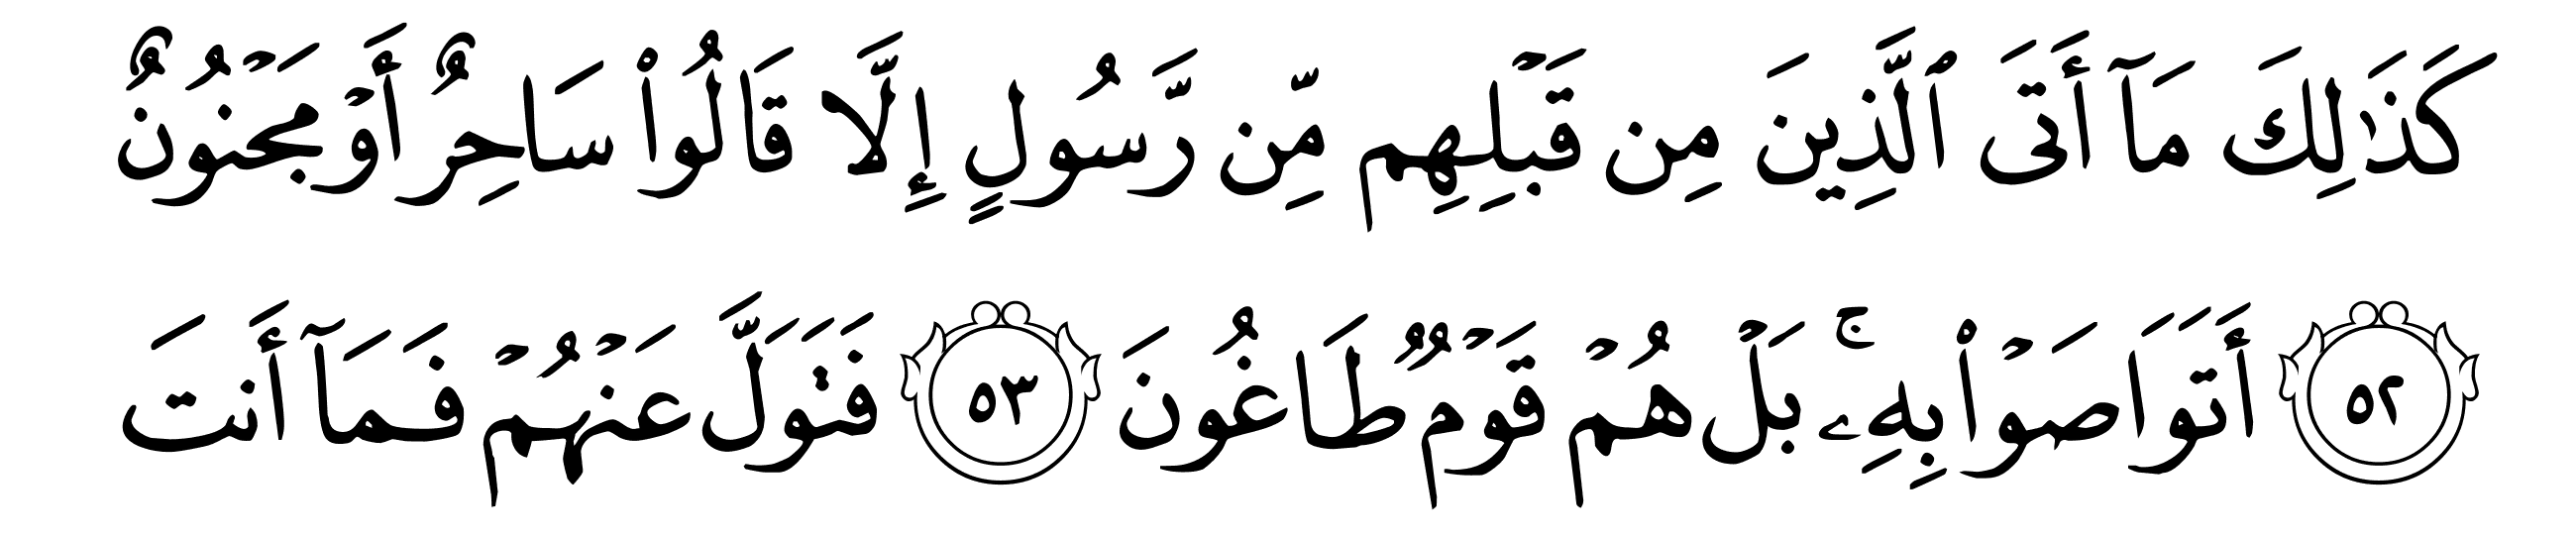 كَذَٰلِكَ مَآ أَتَى ٱلَّذِينَ مِن قَبْلِهِم مِّن رَّسُولٍ إِلَّا قَالُوا۟ سَاحِرٌ أَوْ مَجْنُونٌ
٥٢ أَتَوَاصَوْا۟ بِهِۦ ۚ بَلْ هُمْ قَوْمٌ طَاغُونَ ٥٣ فَتَوَلَّ عَنْهُمْ فَمَآ أَنتَ